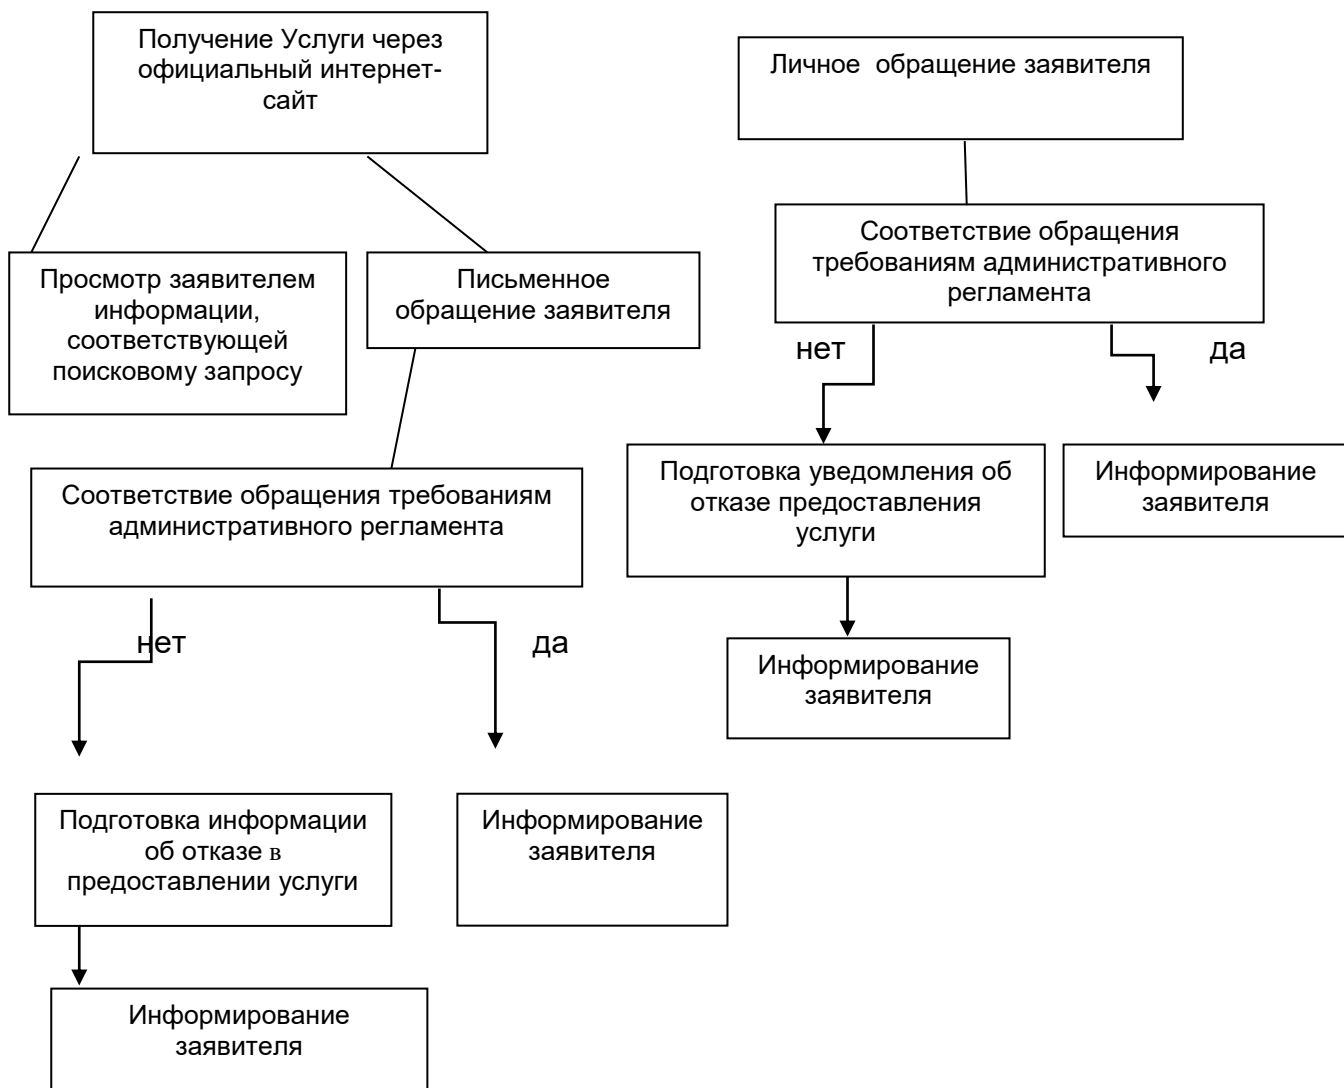 Получение Услуги через
официальный интернет-
сайт
Личное обращение заявителя
Соответствие обращения
требованиям административного
регламента
Просмотр заявителем
информации,
соответствующей
поисковому запросу
Письменное
обращение заявителя
нет
да
Соответствие обращения требованиям
административного регламента
Подготовка уведомления об
отказе предоставления
услуги
Информирование
заявителя
нет
да
Информирование
заявителя
Подготовка информации
об отказе в
предоставлении услуги
Информирование
заявителя
Информирование
заявителя